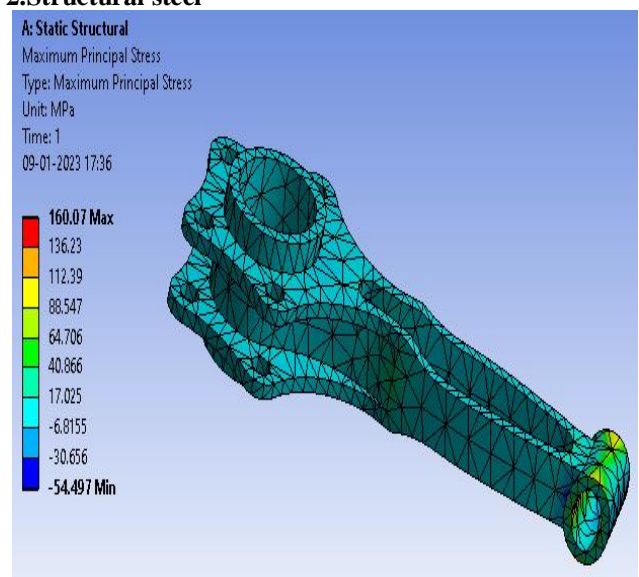 2.Structural steel
A: Static Structural
Maximum Principal Stress
Type: Maximum Principal Stress
Unit: MPa
Time: 1
09-01-2023 17:36
160.07 Max
136.23
112.39
88.547
64.706
40.866
17.025
-6.8155
-30.656
-54.497 Min